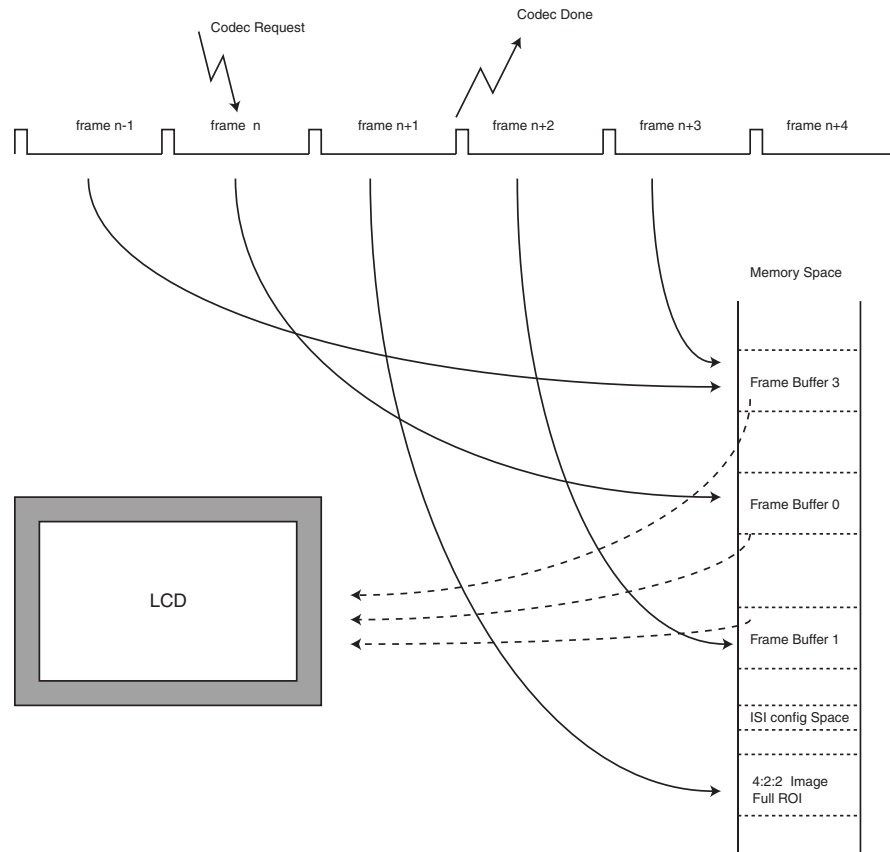 Codec Request
Codec Done
frame n-1
frame n
frame n+1
frame n+2
frame n+3
frame n+4
Memory Space
Frame Buffer 3
Frame Buffer 0
LCD
Frame Buffer 1
ISI config Space
4:2:2 Image
Full ROI